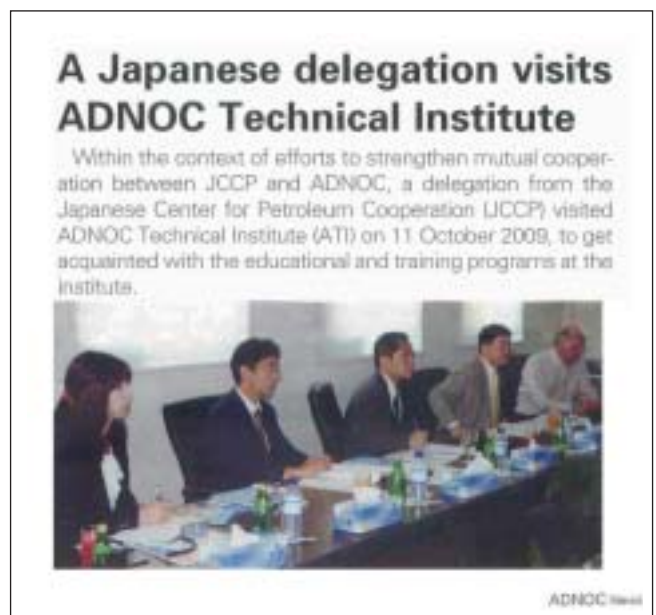 A Japanese delegation visits
ADNOC Technical Institute
Within the context of efforts to strengthen mutual cooper-
ation between JCCP and ADNOC, a delegation from the
Japanese Center for Petroleum Cooperation (JCCP) visited
ADNOC Technical Institute (ATI) on 11 October 2009, to get
acquainted with the educational and training programs at the
institute.
ADNOC News